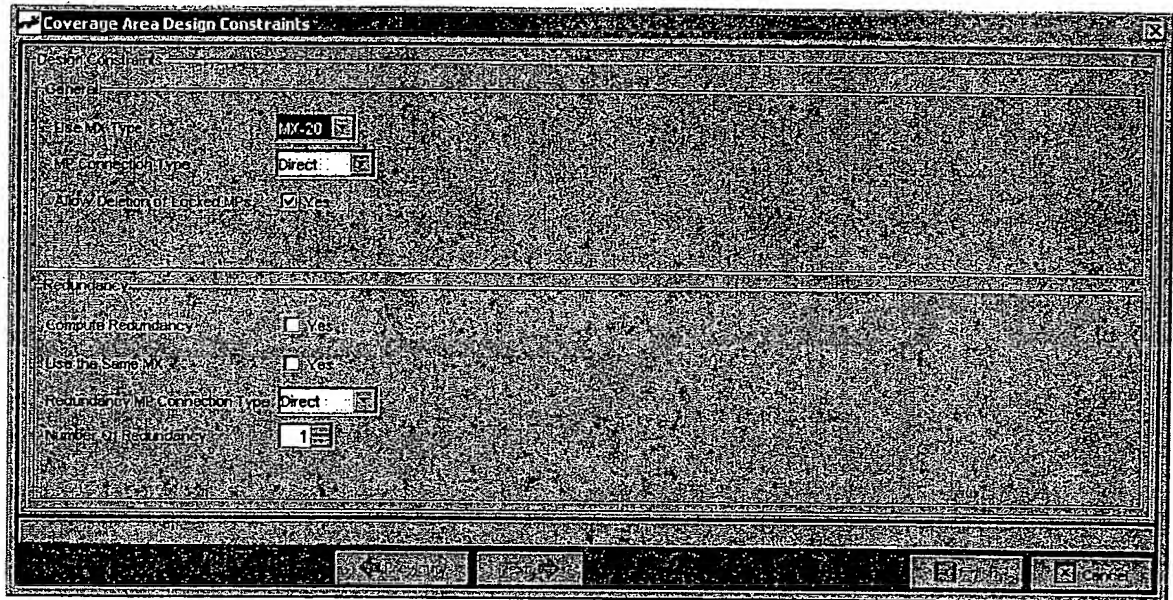 Coverage Area Design Constraints
Design Constraints
General
Use MX Type MX-20
MP Connection Type Direct
Allow Deletion of Locked MPs Yes
Redundancy
Compute Redundancy Yes
Use the Same MX Yes
Redundancy MP Connection Type Direct
Number Of Redundancy 1
Previous Next
Cancel